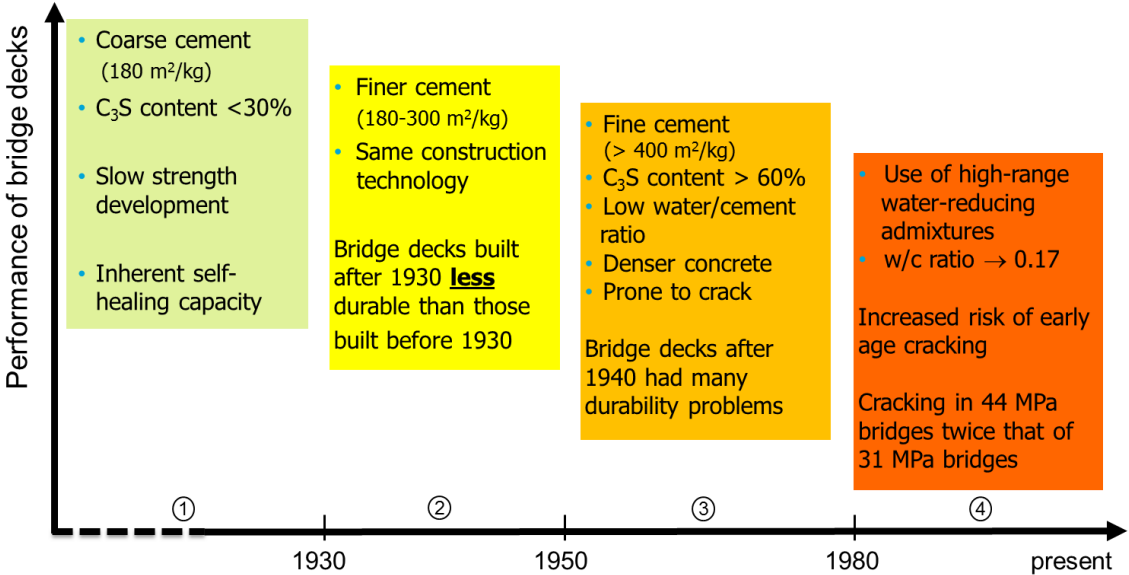 Performance of bridge decks
• Coarse cement
(180 m²/kg)
• C₃S content <30%
• Slow strength
development
• Inherent self-
healing capacity
• Finer cement
(180-300 m²/kg)
• Same construction
technology
Bridge decks built
after 1930 less
durable than those
built before 1930
• Fine cement
(> 400 m²/kg)
• C₃S content > 60%
• Low water/cement
ratio
• Denser concrete
• Prone to crack
Bridge decks after
1940 had many
durability problems
• Use of high-range
water-reducing
admixtures
• w/c ratio → 0.17
Increased risk of early
age cracking
Cracking in 44 MPa
bridges twice that of
31 MPa bridges
① ② ③ ④
1930 1950 1980 present